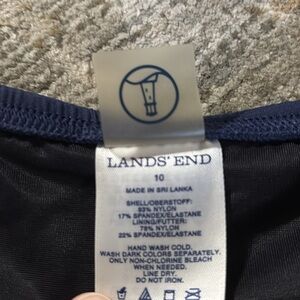 LANDS' END
10
MADE IN SRI LANKA
SHELL/OBERSTOFF:
83% NYLON
17% SPANDEX/ELASTANE
LINING/FUTTER:
78% NYLON
22% SPANDEX/ELASTANE
HAND WASH COLD.
WASH DARK COLORS SEPARATELY.
ONLY NON-CHLORINE BLEACH
WHEN NEEDED.
LINE DRY.
DO NOT IRON.